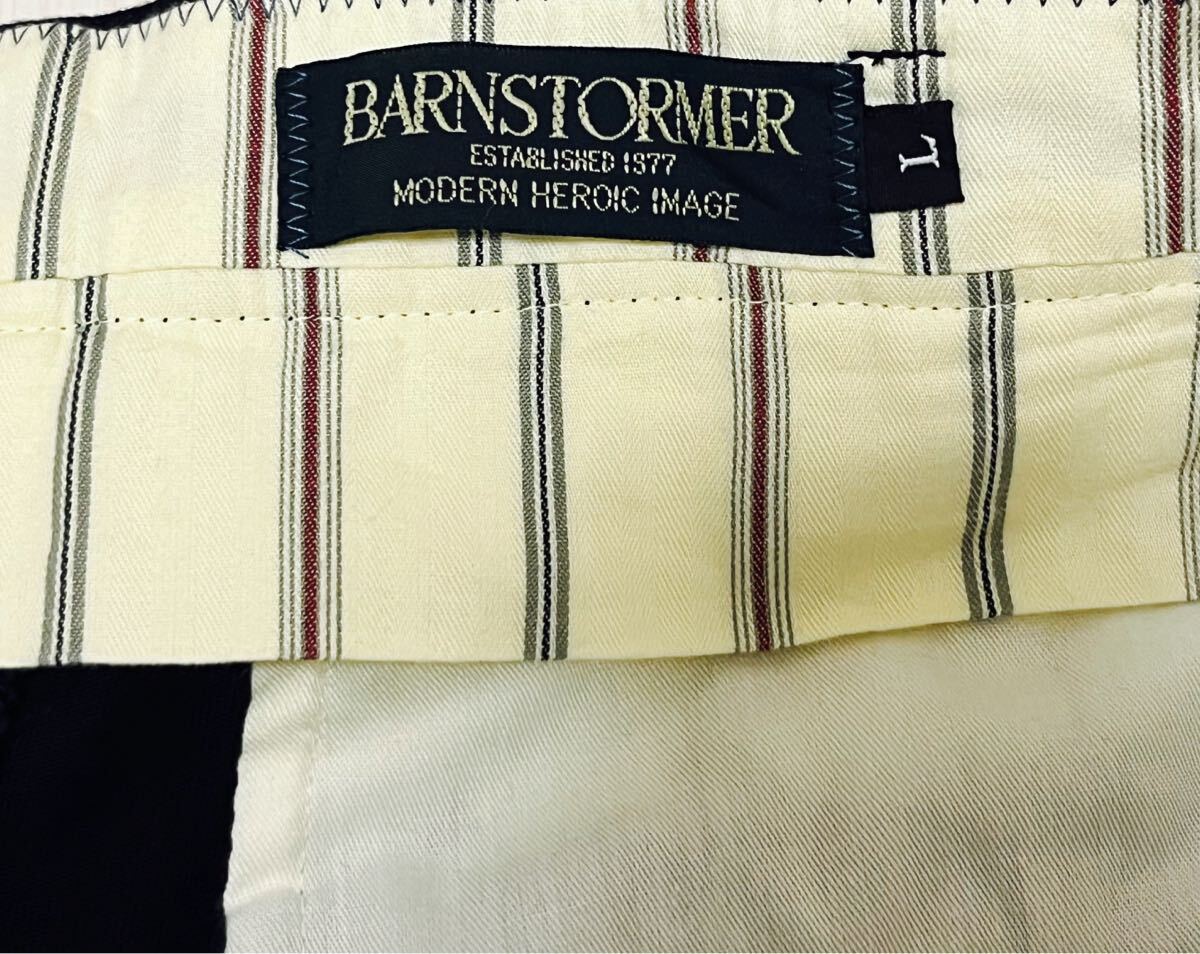 BARNSTORMER
ESTABLISHED 1977
MODERN HEROIC IMAGE
L